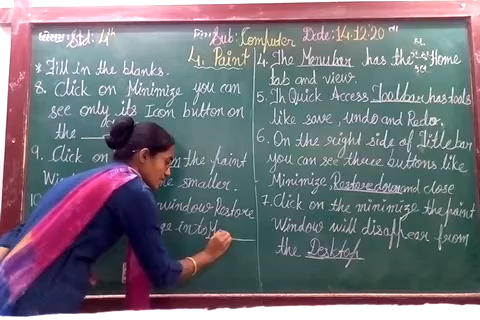 Std: 4th Sub: Computer Date: 14.12.20
4. Paint
* Fill in the blanks.
8. Click on Minimize you can
see only its Icon button on
the
9. Click on the paint
smaller.
window Restore
into
4. The Menubar has the Home
tab and view.
5. Th Quick Access Toolbar has tools
like save, undo and Redo.
6. On the right side of Title bar
you can see three buttons like
Minimize, Restore down and close
7. Click on the minimize the paint
Window will disappear from
the Desktop